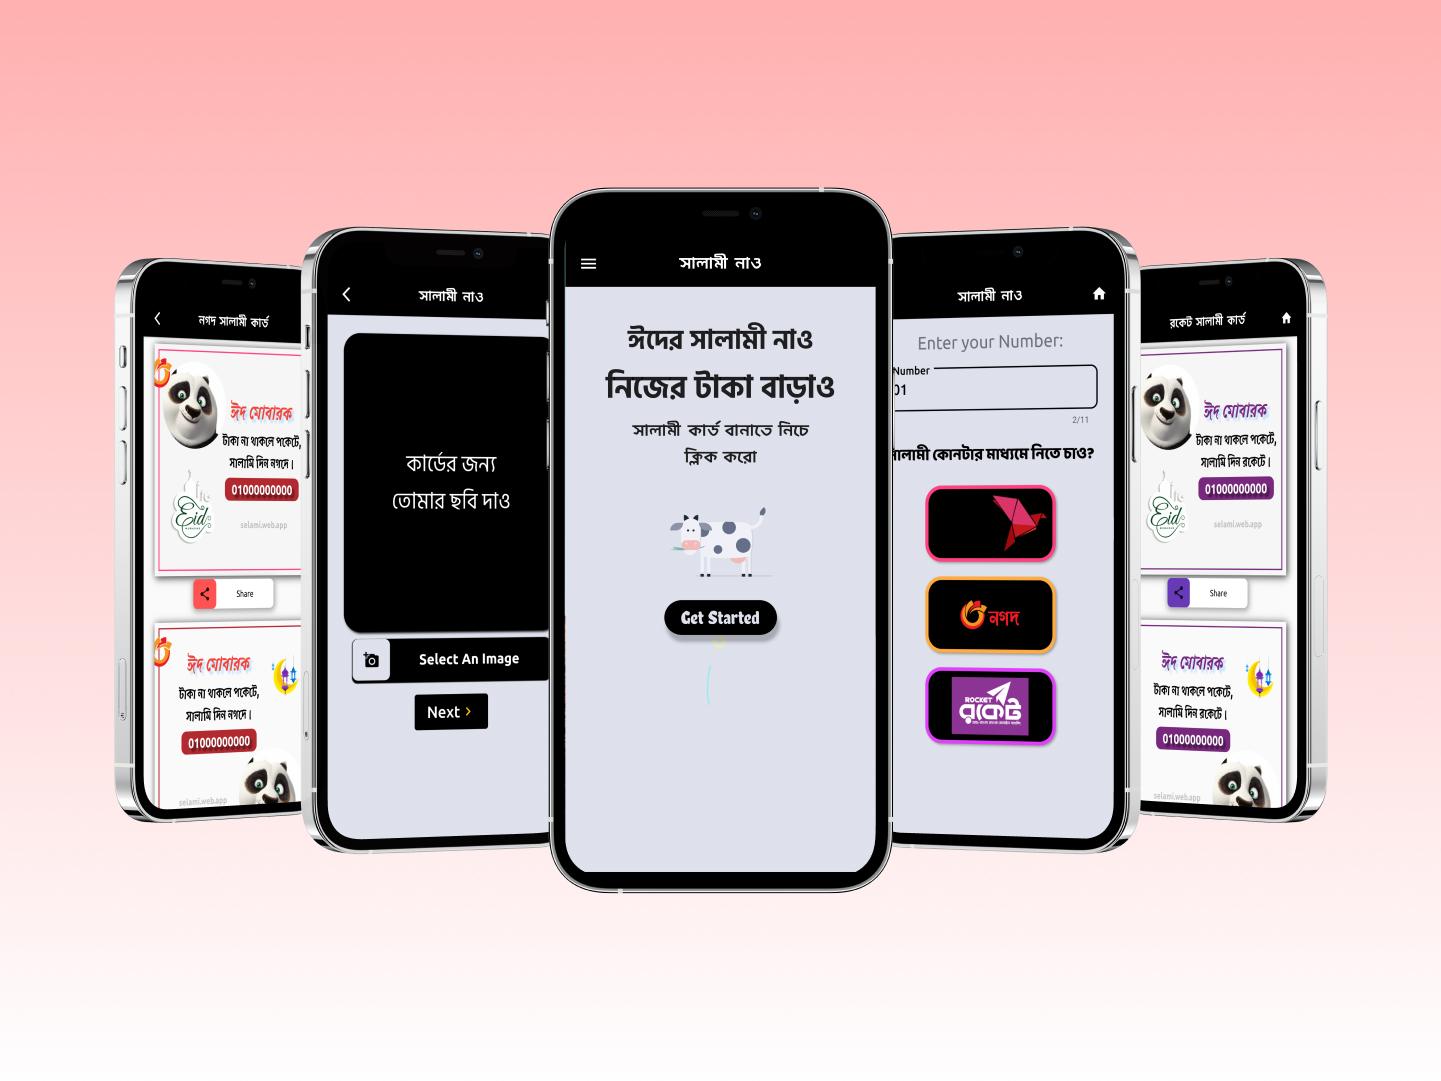 নগদ সালামী কার্ড
ঈদ মোবারক
টাকা না থাকলে পকেটে,
সালামি দিন নগদে।
01000000000
Eid
selami.web.app
Share
ঈদ মোবারক
টাকা না থাকলে পকেটে,
সালামি দিন নগদে।
01000000000
selami.web.app
সালামী নাও
কার্ডের জন্য
তোমার ছবি দাও
Select An Image
Next
সালামী নাও
ঈদের সালামী নাও
নিজের টাকা বাড়াও
সালামী কার্ড বানাতে নিচে
ক্লিক করো
Get Started
সালামী নাও
Enter your Number:
Number
01
2/11
সালামী কোনটার মাধ্যমে নিতে চাও?
নগদ
ROCKET
রকেট
রকেট সালামী কার্ড
ঈদ মোবারক
টাকা না থাকলে পকেটে,
সালামি দিন রকেটে।
01000000000
Eid
selami.web.app
Share
ঈদ মোবারক
টাকা না থাকলে পকেটে,
সালামি দিন রকেটে।
01000000000
selami.web.app